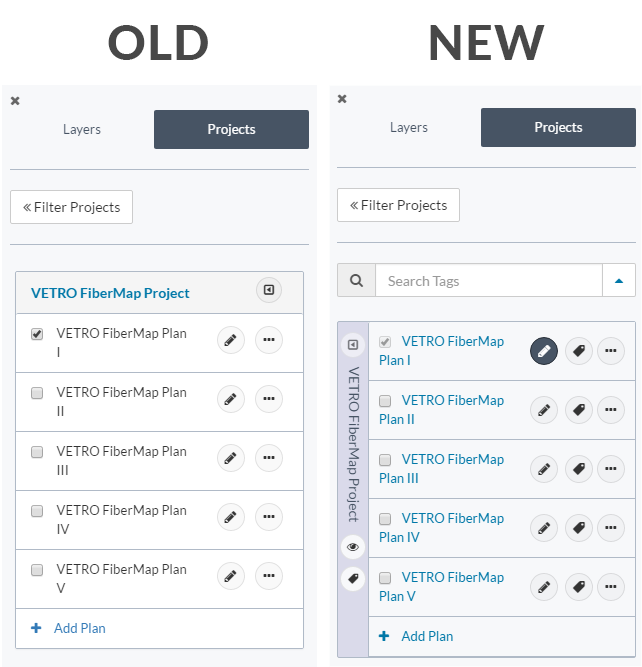 OLD
Layers
Projects
« Filter Projects
VETRO FiberMap Project
VETRO FiberMap Plan
I
VETRO FiberMap Plan
II
VETRO FiberMap Plan
III
VETRO FiberMap Plan
IV
VETRO FiberMap Plan
V
+ Add Plan
NEW
Layers
Projects
« Filter Projects
Search Tags
VETRO FiberMap Project
VETRO FiberMap
Plan I
VETRO FiberMap
Plan II
VETRO FiberMap
Plan III
VETRO FiberMap
Plan IV
VETRO FiberMap
Plan V
+ Add Plan